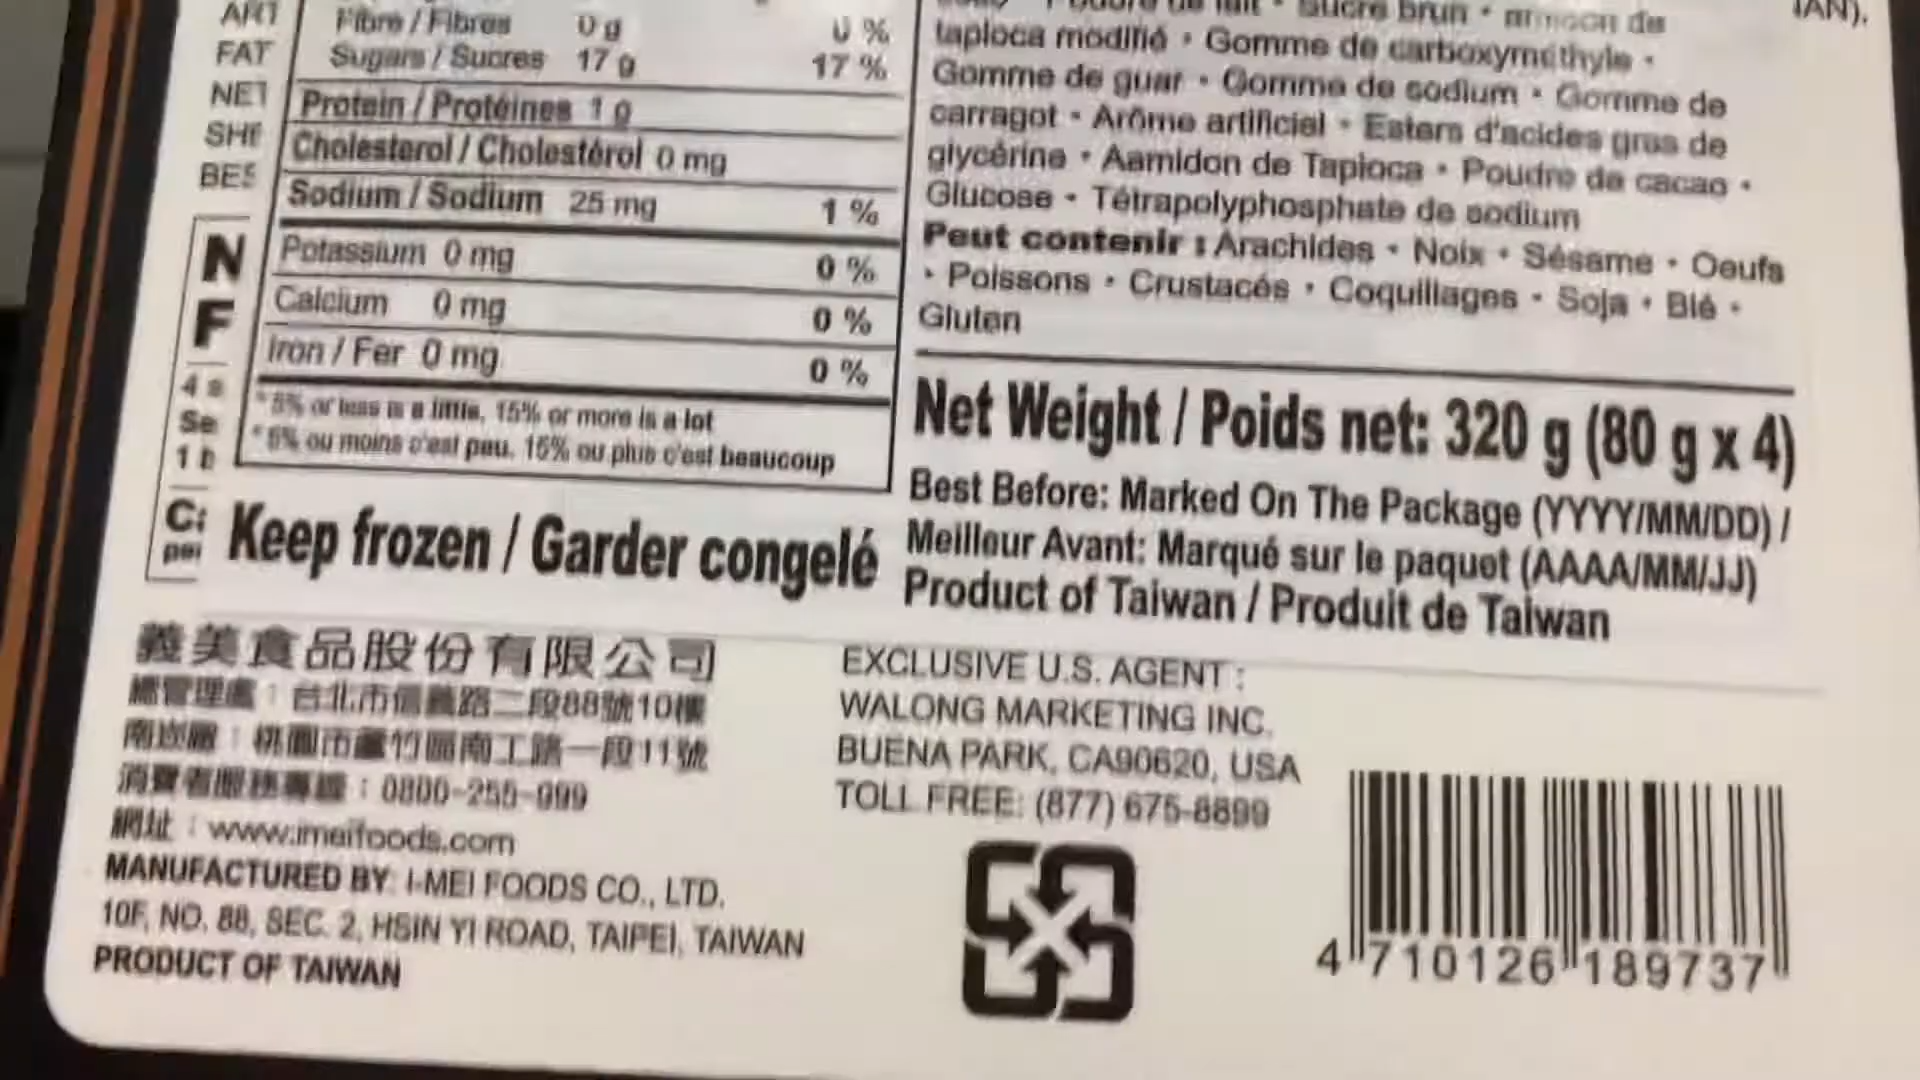 ART
FAT
NET
SHE
BES
N
F
4 s
Se
1 b
Ca
per
Fibre / Fibres 0 g 0 %
Sugars / Sucres 17 g 17 %
Protein / Protéines 1 g
Cholesterol / Cholestérol 0 mg
Sodium / Sodium 25 mg 1 %
Potassium 0 mg 0 %
Calcium 0 mg 0 %
Iron / Fer 0 mg 0 %
*5% or less is a little, 15% or more is a lot
*5% ou moins c'est peu, 15% ou plus c'est beaucoup
Keep frozen / Garder congelé
Sucre brun • Amidon de
tapioca modifié • Gomme de carboxyméthyle •
Gomme de guar • Gomme de sodium • Gomme de
carragot • Arôme artificiel • Esters d'acides gras de
glycérine • Aamidon de Tapioca • Poudre de cacao •
Glucose • Tétrapolyphosphate de sodium
Peut contenir : Arachides • Noix • Sésame • Oeufs
• Poissons • Crustacés • Coquillages • Soja • Blé •
Gluten
Net Weight / Poids net: 320 g (80 g x 4)
Best Before: Marked On The Package (YYYY/MM/DD) /
Meilleur Avant: Marqué sur le paquet (AAAA/MM/JJ)
Product of Taiwan / Produit de Taiwan
TAN).
義美食品股份有限公司
總管理處：台北市信義路二段88號10樓
南崁廠：桃園市蘆竹區南工路一段11號
消費者服務專線：0800-255-999
網址：www.imeifoods.com
MANUFACTURED BY: I-MEI FOODS CO., LTD.
10F, NO. 88, SEC. 2, HSIN YI ROAD, TAIPEI, TAIWAN
PRODUCT OF TAIWAN
EXCLUSIVE U.S. AGENT :
WALONG MARKETING INC.
BUENA PARK, CA90620, USA
TOLL FREE: (877) 675-8899
4 710126 189737